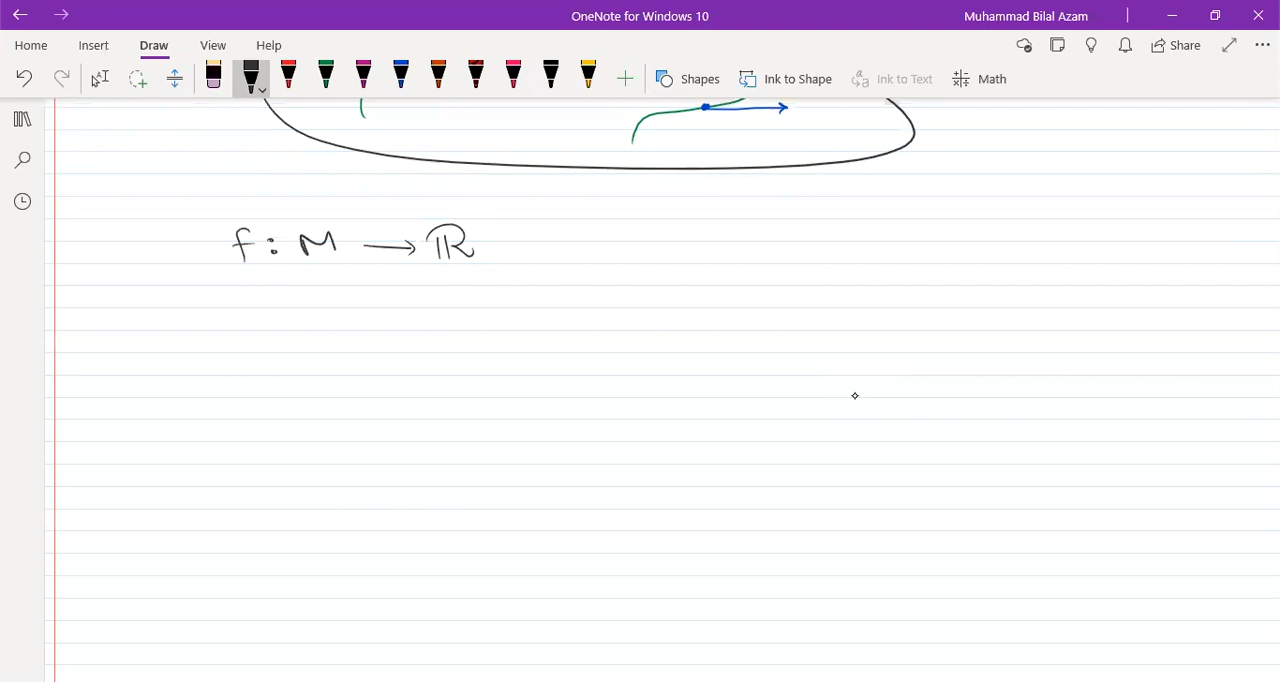 OneNote for Windows 10
Muhammad Bilal Azam
Home Insert Draw View Help
Share
Shapes Ink to Shape Ink to Text Math
f : M ⟶ ℝ